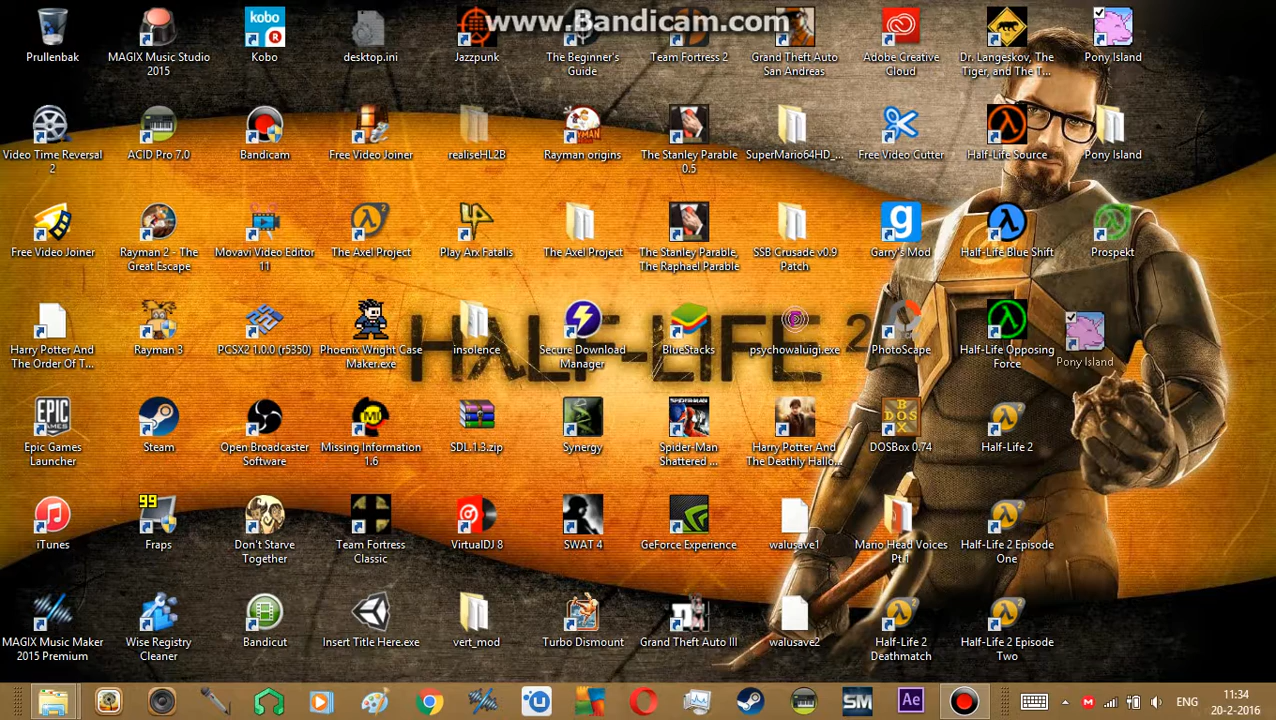 www.Bandicam.com
Prullenbak
MAGIX Music Studio
2015
kobo
Kobo
desktop.ini
Jazzpunk
The Beginner's
Guide
Team Fortress 2
Grand Theft Auto
San Andreas
Adobe Creative
Cloud
Dr. Langeskov, The
Tiger, and The T...
Pony Island
Video Time Reversal
2
ACID Pro 7.0
Bandicam
Free Video Joiner
realiseHL2B
RAYMAN
Rayman origins
The Stanley Parable
0.5
SuperMario64HD_...
Free Video Cutter
Half-Life Source
Pony Island
Free Video Joiner
Rayman 2 - The
Great Escape
Movavi Video Editor
11
The Axel Project
Play Arx Fatalis
The Axel Project
The Stanley Parable,
The Raphael Parable
SSB Crusade v0.9
Patch
g
Garry's Mod
Half-Life Blue Shift
Prospekt
Harry Potter And
The Order Of T...
Rayman 3
PCSX2 1.0.0 (r5350)
Phoenix Wright Case
Maker.exe
insolence
Secure Download
Manager
BlueStacks
psychowaluigi.exe
PhotoScape
Half-Life Opposing
Force
Pony Island
HALF-LIFE 2
EPIC
GAMES
Epic Games
Launcher
Steam
Open Broadcaster
Software
MI
Missing Information
1.6
SDL.1.3.zip
Synergy
Spider-Man
Shattered ...
Harry Potter And
The Deathly Hallo...
DOSBox 0.74
Half-Life 2
iTunes
99
Fraps
Don't Starve
Together
Team Fortress
Classic
VirtualDJ 8
SWAT 4
GeForce Experience
walusave1
Mario Head Voices
Pt.1
Half-Life 2 Episode
One
MAGIX Music Maker
2015 Premium
Wise Registry
Cleaner
Bandicut
Insert Title Here.exe
vert_mod
Turbo Dismount
Grand Theft Auto III
walusave2
Half-Life 2
Deathmatch
Half-Life 2 Episode
Two
SM
Ae
ENG
11:34
20-2-2016